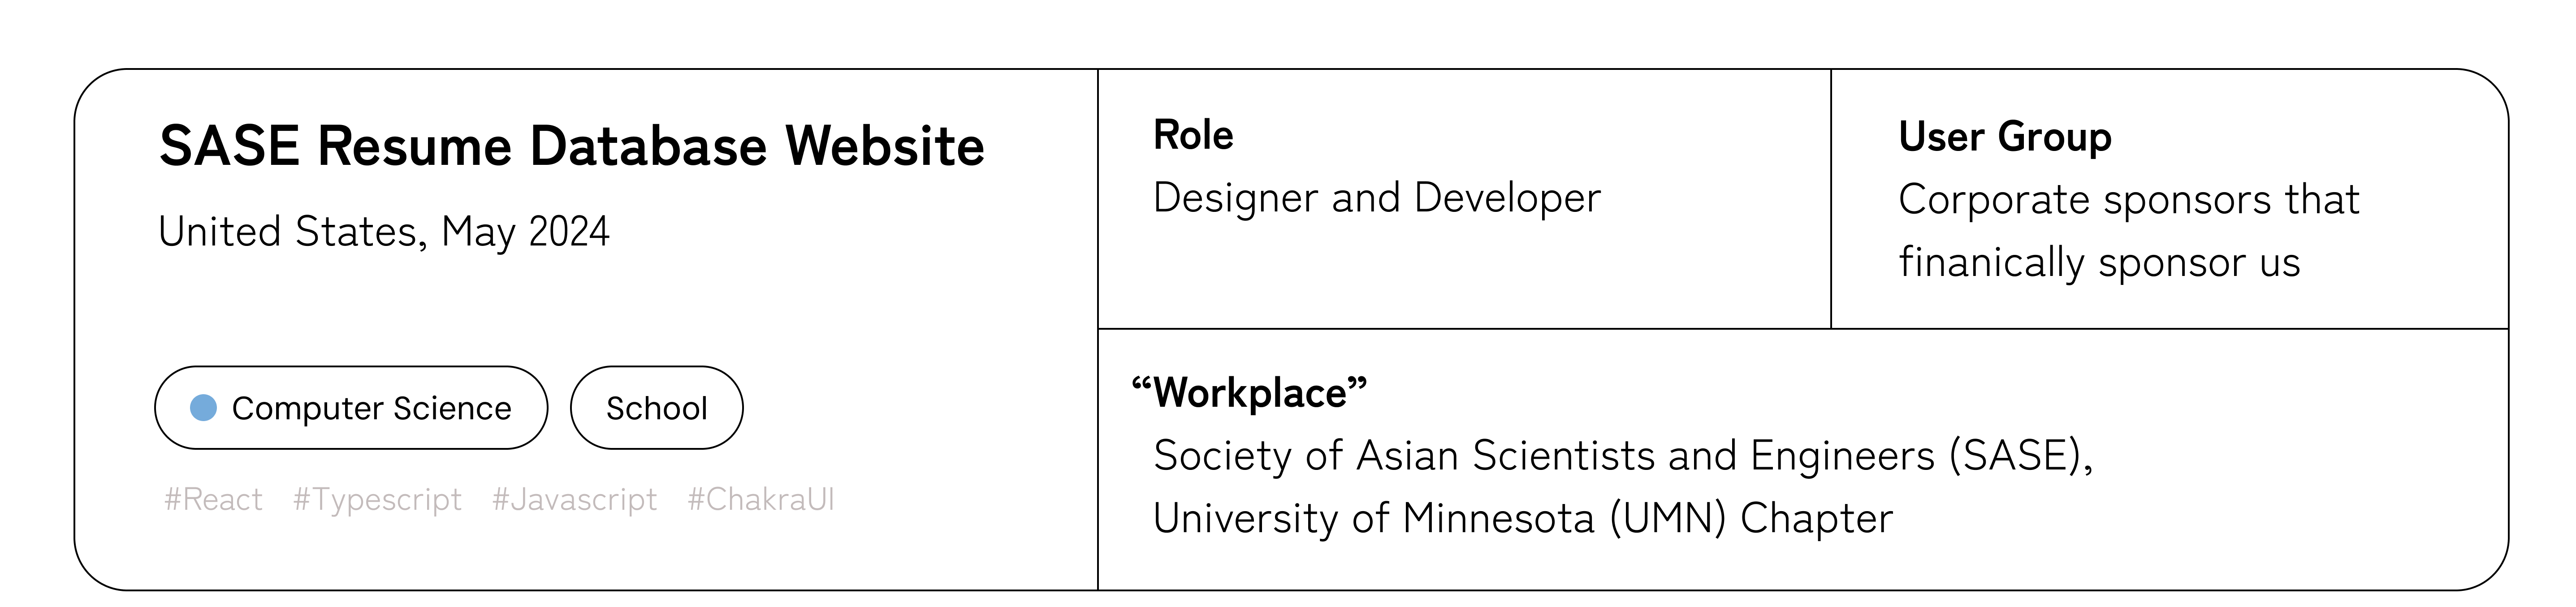 SASE Resume Database Website
United States, May 2024
Computer Science
School
#React #Typescript #Javascript #ChakraUI
Role
Designer and Developer
User Group
Corporate sponsors that
finanically sponsor us
“Workplace”
Society of Asian Scientists and Engineers (SASE),
University of Minnesota (UMN) Chapter